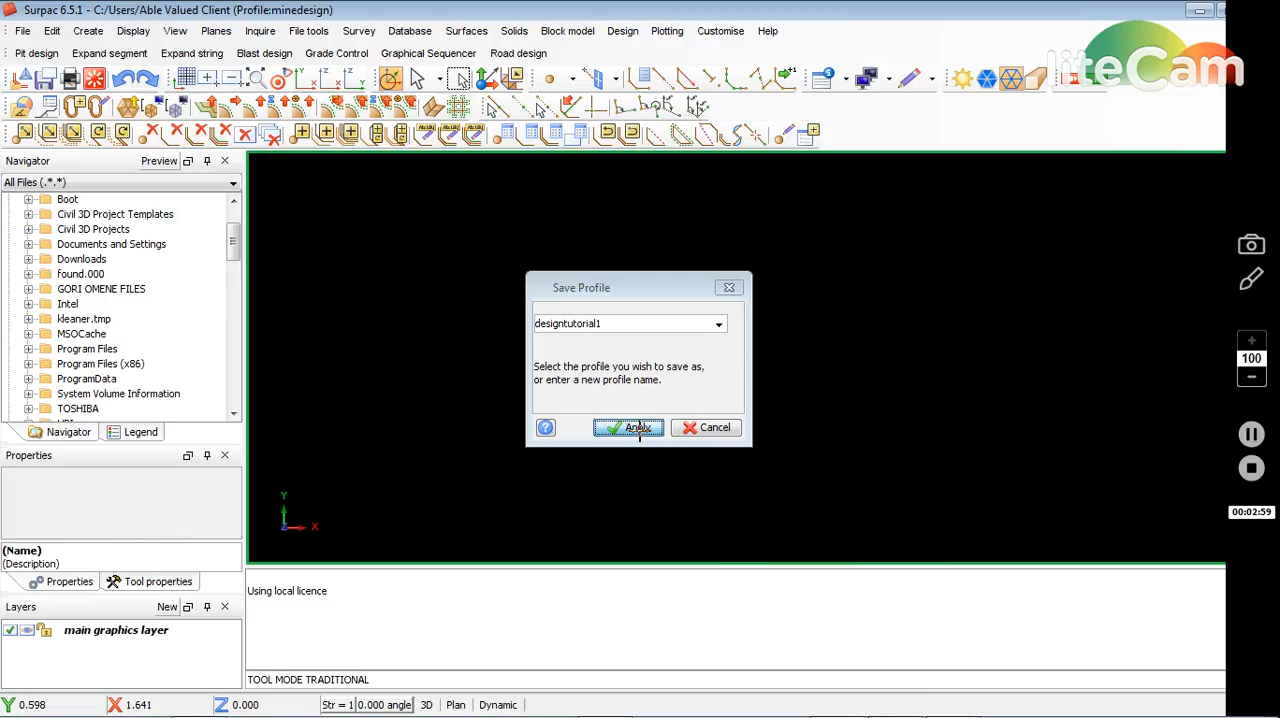 Surpac 6.5.1 - C:/Users/Able Valued Client (Profile:minedesign)
File Edit Create Display View Planes Inquire File tools Survey Database Surfaces Solids Block model Design Plotting Customise Help
Pit design Expand segment Expand string Blast design Grade Control Graphical Sequencer Road design
liteCam
Navigator Preview
All Files (*.*)
Boot
Civil 3D Project Templates
Civil 3D Projects
Documents and Settings
Downloads
found.000
GORI OMENE FILES
Intel
kleaner.tmp
MSOCache
Program Files
Program Files (x86)
ProgramData
System Volume Information
TOSHIBA
Navigator Legend
Properties
(Name)
(Description)
Properties Tool properties
Layers New
main graphics layer
Save Profile
designtutorial1
Select the profile you wish to save as,
or enter a new profile name.
Apply Cancel
Y
Z X
Using local licence
TOOL MODE TRADITIONAL
100
00:02:59
Y 0.598 X 1.641 Z 0.000 Str = 1 0.000 angle 3D Plan Dynamic